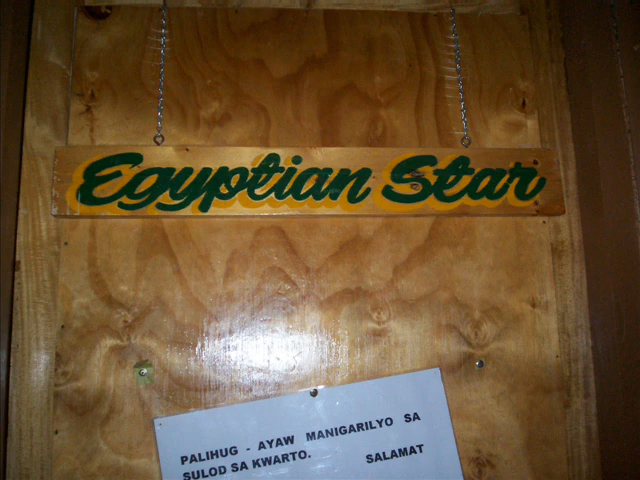 Egyptian Star
PALIHUG - AYAW MANIGARILYO SA
SULOD SA KWARTO. SALAMAT